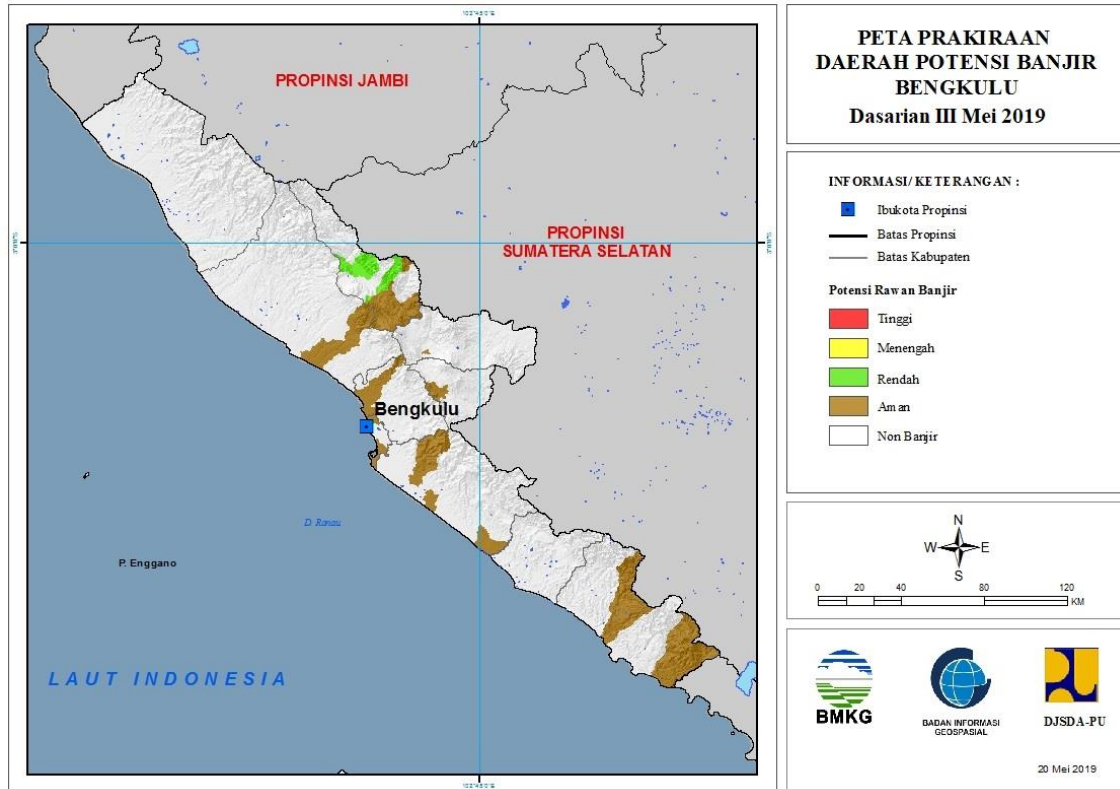 PETA PRAKIRAAN
DAERAH POTENSI BANJIR
BENGKULU
Dasarian III Mei 2019
PROPINSI JAMBI
PROPINSI
SUMATERA SELATAN
Bengkulu
D. Ranau
P. Enggano
LAUT INDONESIA
INFORMASI/ KETERANGAN :
Ibukota Propinsi
Batas Propinsi
Batas Kabupaten
Potensi Rawan Banjir
Tinggi
Menengah
Rendah
Aman
Non Banjir
N
W E
S
0 20 40 80 120
KM
BMKG
BADAN INFORMASI
GEOSPASIAL
DJSDA-PU
20 Mei 2019